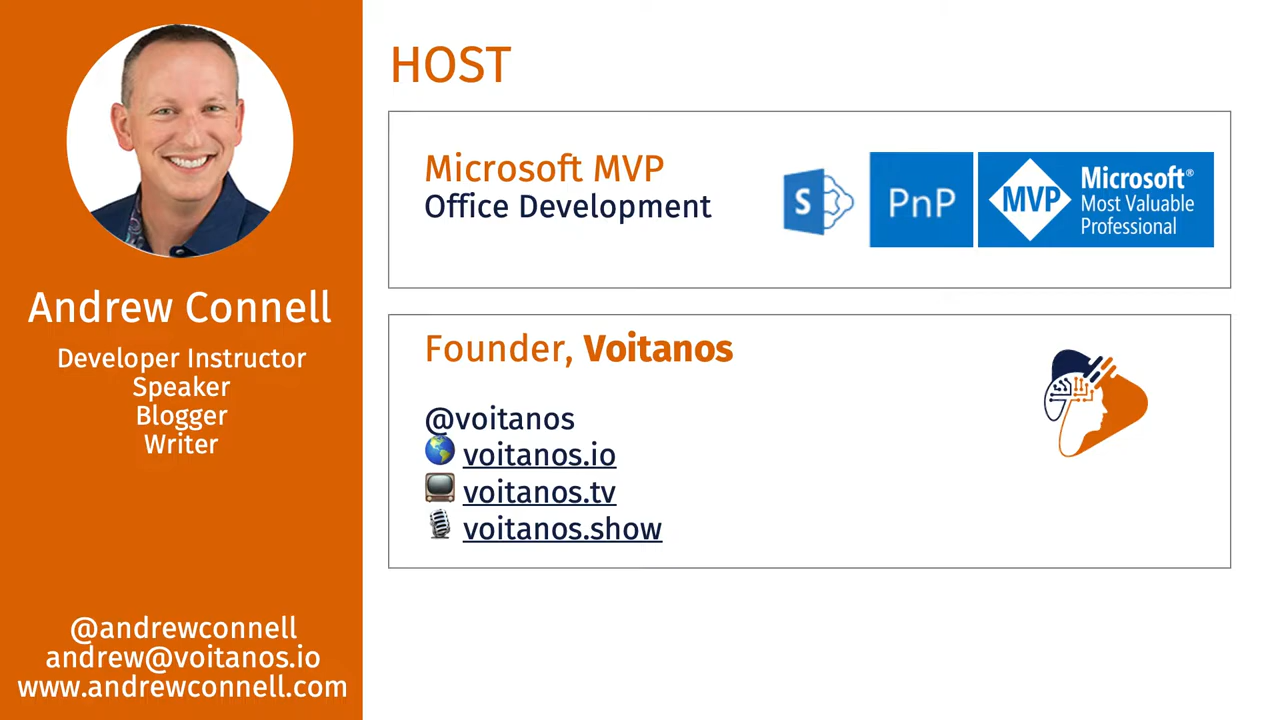 Andrew Connell
Developer Instructor
Speaker
Blogger
Writer
@andrewconnell
andrew@voitanos.io
www.andrewconnell.com
HOST
Microsoft MVP
Office Development
S
PnP
MVP
Microsoft®
Most Valuable
Professional
Founder, Voitanos
@voitanos
voitanos.io
voitanos.tv
voitanos.show